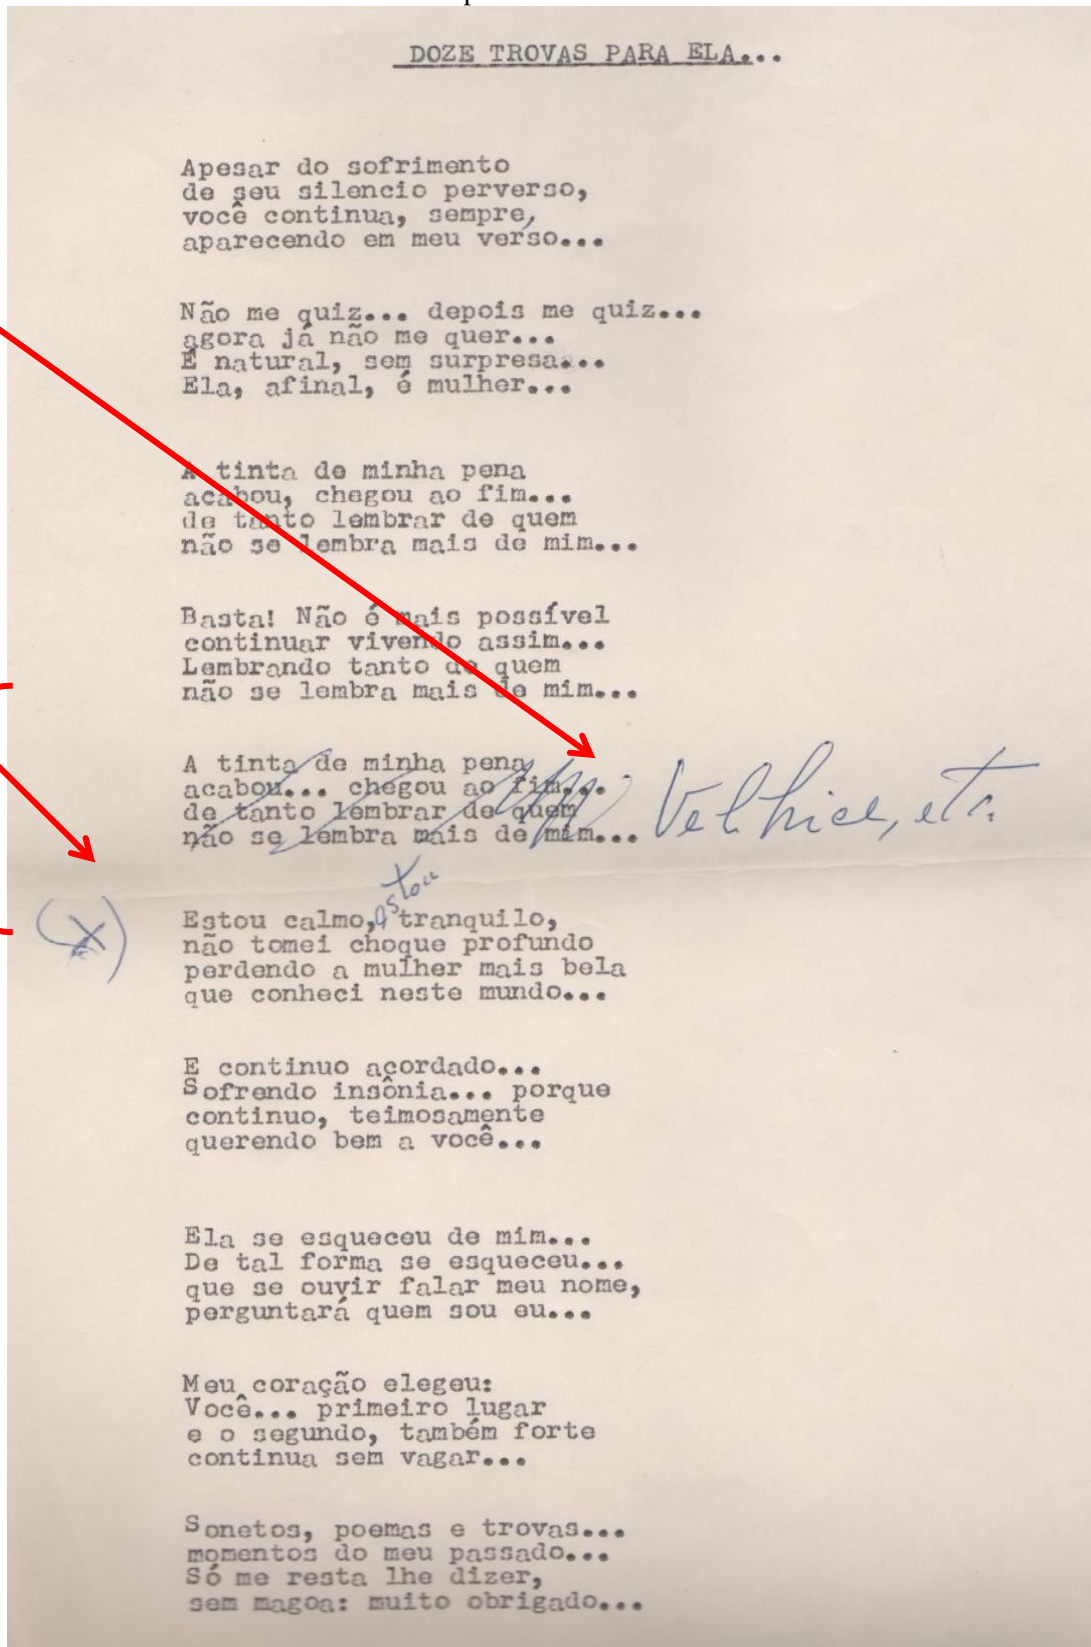 DOZE TROVAS PARA ELA...
Apesar do sofrimento
de seu silencio perverso,
você continua, sempre,
aparecendo em meu verso...
Não me quiz... depois me quiz...
agora já não me quer...
É natural, sem surpresa...
Ela, afinal, é mulher...
A tinta de minha pena
acabou, chegou ao fim...
de tanto lembrar de quem
não se lembra mais de mim...
Basta! Não é mais possível
continuar vivendo assim...
Lembrando tanto de quem
não se lembra mais de mim...
A tinta de minha pena
acabou... chegou ao fim...
de tanto lembrar de quem
não se lembra mais de mim...
Velhice, etc.
(x)
Estou calmo, estou tranquilo,
não tomei choque profundo
perdendo a mulher mais bela
que conheci neste mundo...
E continuo acordado...
Sofrendo insônia... porque
continuo, teimosamente
querendo bem a você...
Ela se esqueceu de mim...
De tal forma se esqueceu...
que se ouvir falar meu nome,
perguntará quem sou eu...
Meu coração elegeu:
Você... primeiro lugar
e o segundo, também forte
continua sem vagar...
Sonetos, poemas e trovas...
momentos do meu passado...
Só me resta lhe dizer,
sem magoa: muito obrigado...